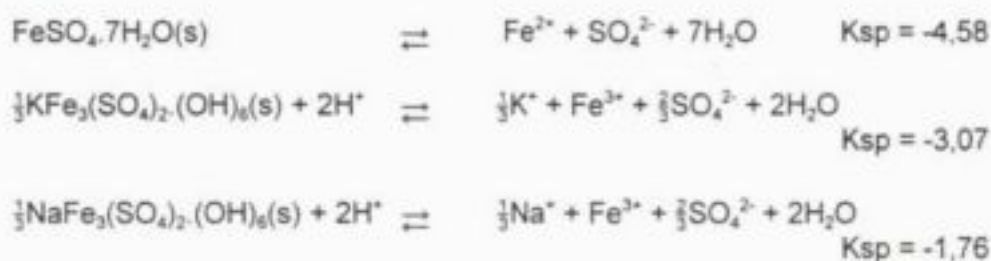 FeSO₄.7H₂O(s) ⇄ Fe²⁺ + SO₄²⁻ + 7H₂O Ksp = -4,58
⅓KFe₃(SO₄)₂.(OH)₆(s) + 2H⁺ ⇄ ⅓K⁺ + Fe³⁺ + ⅔SO₄²⁻ + 2H₂O
Ksp = -3,07
⅓NaFe₃(SO₄)₂.(OH)₆(s) + 2H⁺ ⇄ ⅓Na⁺ + Fe³⁺ + ⅔SO₄²⁻ + 2H₂O
Ksp = -1,76